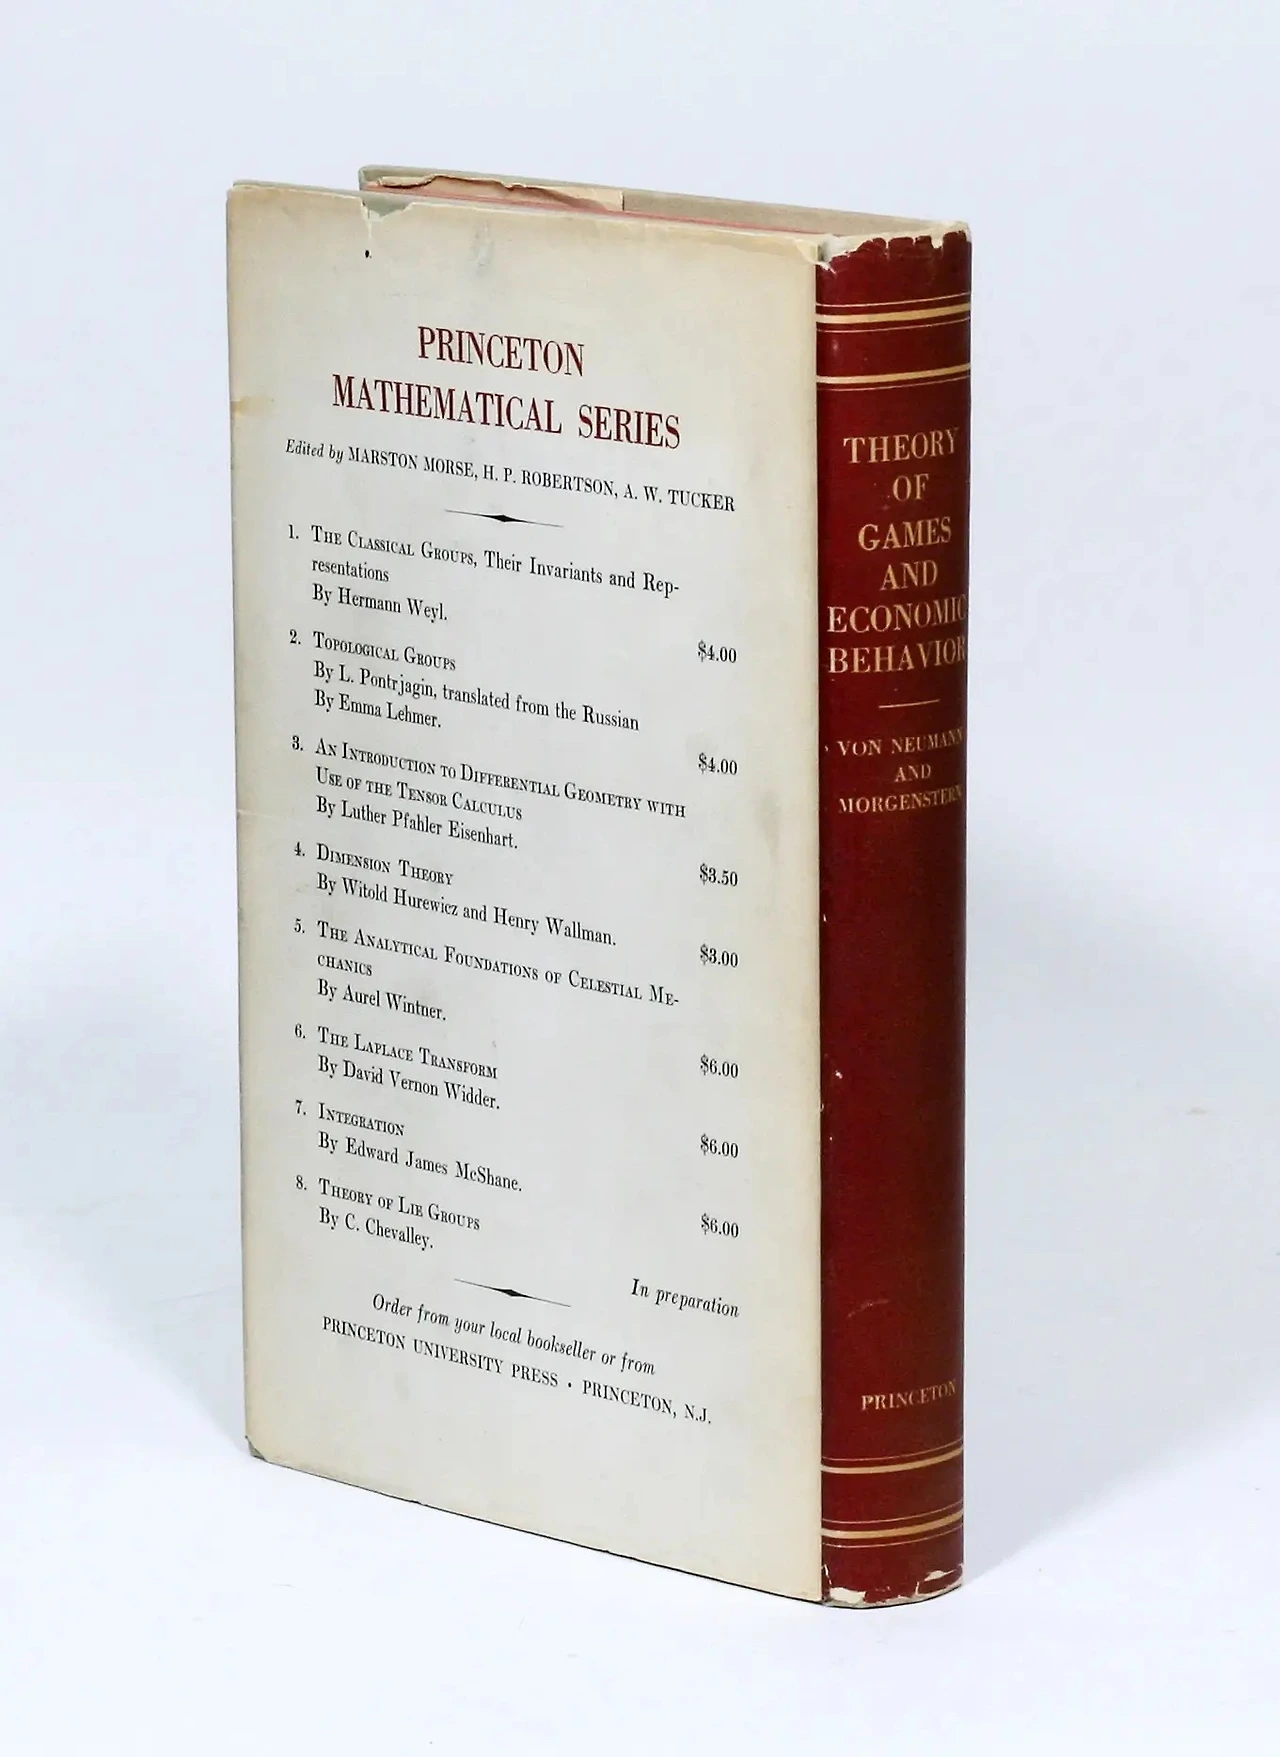 PRINCETON
MATHEMATICAL SERIES
Edited by MARSTON MORSE, H. P. ROBERTSON, A. W. TUCKER
1. The Classical Groups, Their Invariants and Rep-
resentations
By Hermann Weyl.
$4.00
2. Topological Groups
By L. Pontrjagin, translated from the Russian
By Emma Lehmer.
$4.00
3. An Introduction to Differential Geometry with
Use of the Tensor Calculus
By Luther Pfahler Eisenhart.
$3.50
4. Dimension Theory
By Witold Hurewicz and Henry Wallman.
$3.00
5. The Analytical Foundations of Celestial Me-
chanics
By Aurel Wintner.
$6.00
6. The Laplace Transform
By David Vernon Widder.
$6.00
7. Integration
By Edward James McShane.
$6.00
8. Theory of Lie Groups
By C. Chevalley.
In preparation
Order from your local bookseller or from
PRINCETON UNIVERSITY PRESS · PRINCETON, N.J.
THEORY
OF
GAMES
AND
ECONOMIC
BEHAVIOR
VON NEUMANN
AND
MORGENSTERN
PRINCETON